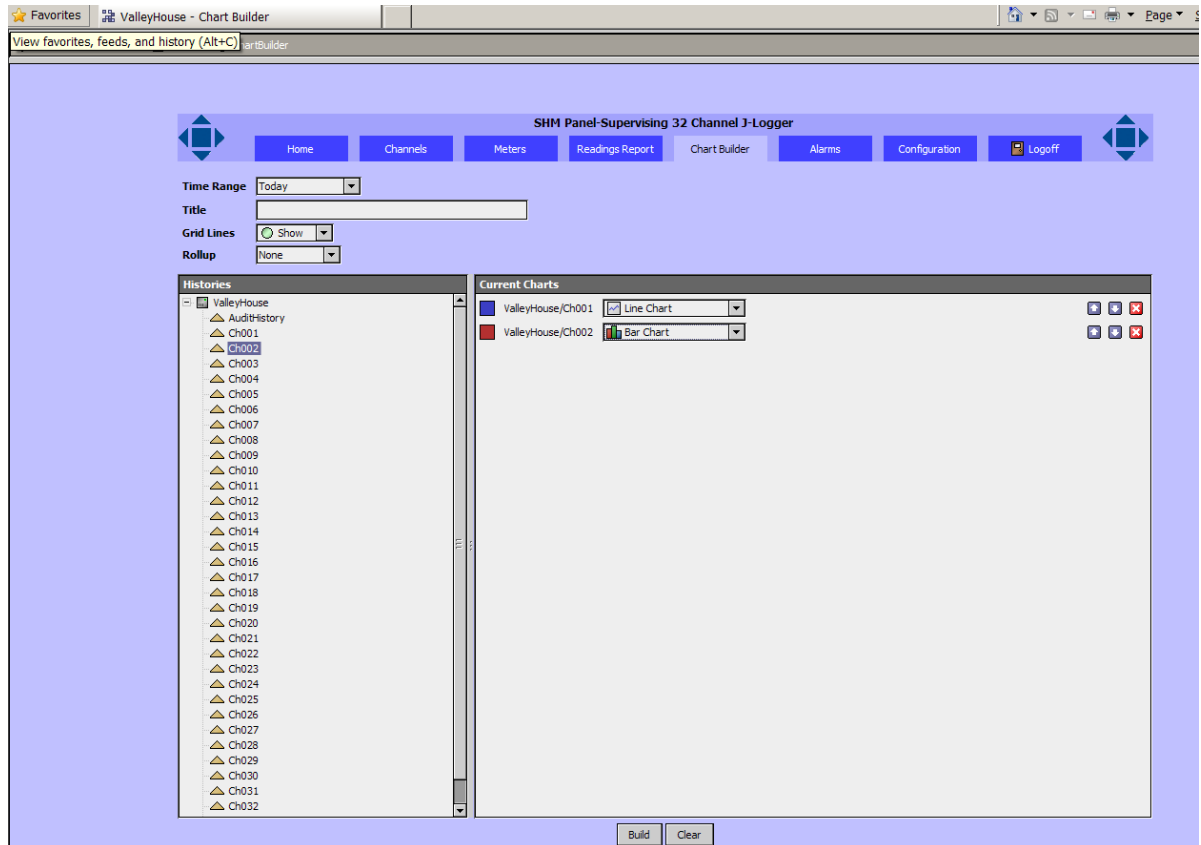 Favorites ValleyHouse - Chart Builder Page
View favorites, feeds, and history (Alt+C) artBuilder
SHM Panel-Supervising 32 Channel J-Logger
Home Channels Meters Readings Report Chart Builder Alarms Configuration Logoff
Time Range Today
Title
Grid Lines Show
Rollup None
Histories Current Charts
ValleyHouse
ValleyHouse/Ch001 Line Chart
AuditHistory
Ch001
ValleyHouse/Ch002 Bar Chart
Ch002
Ch003
Ch004
Ch005
Ch006
Ch007
Ch008
Ch009
Ch010
Ch011
Ch012
Ch013
Ch014
Ch015
Ch016
Ch017
Ch018
Ch019
Ch020
Ch021
Ch022
Ch023
Ch024
Ch025
Ch026
Ch027
Ch028
Ch029
Ch030
Ch031
Ch032
Build Clear